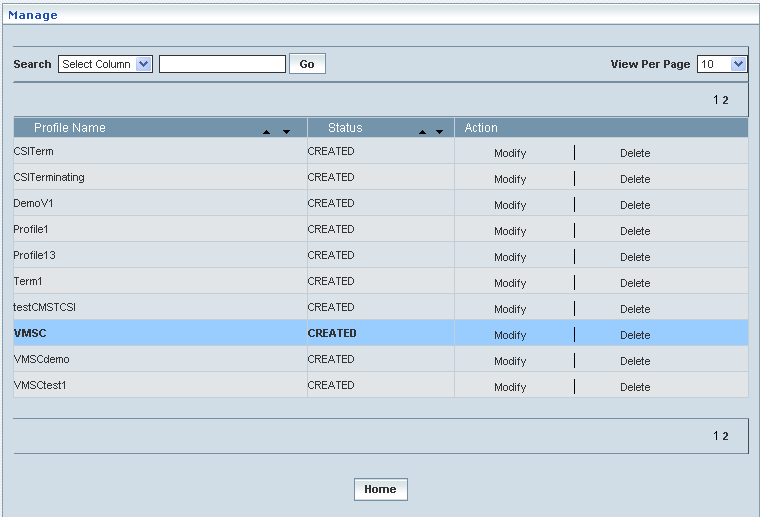 Manage
Search Select Column Go View Per Page 10
1 2
Profile Name Status Action
CSITerm CREATED Modify Delete
CSITerminating CREATED Modify Delete
DemoV1 CREATED Modify Delete
Profile1 CREATED Modify Delete
Profile13 CREATED Modify Delete
Term1 CREATED Modify Delete
testCMSTCSI CREATED Modify Delete
VMSC CREATED Modify Delete
VMSCdemo CREATED Modify Delete
VMSCtest1 CREATED Modify Delete
1 2
Home